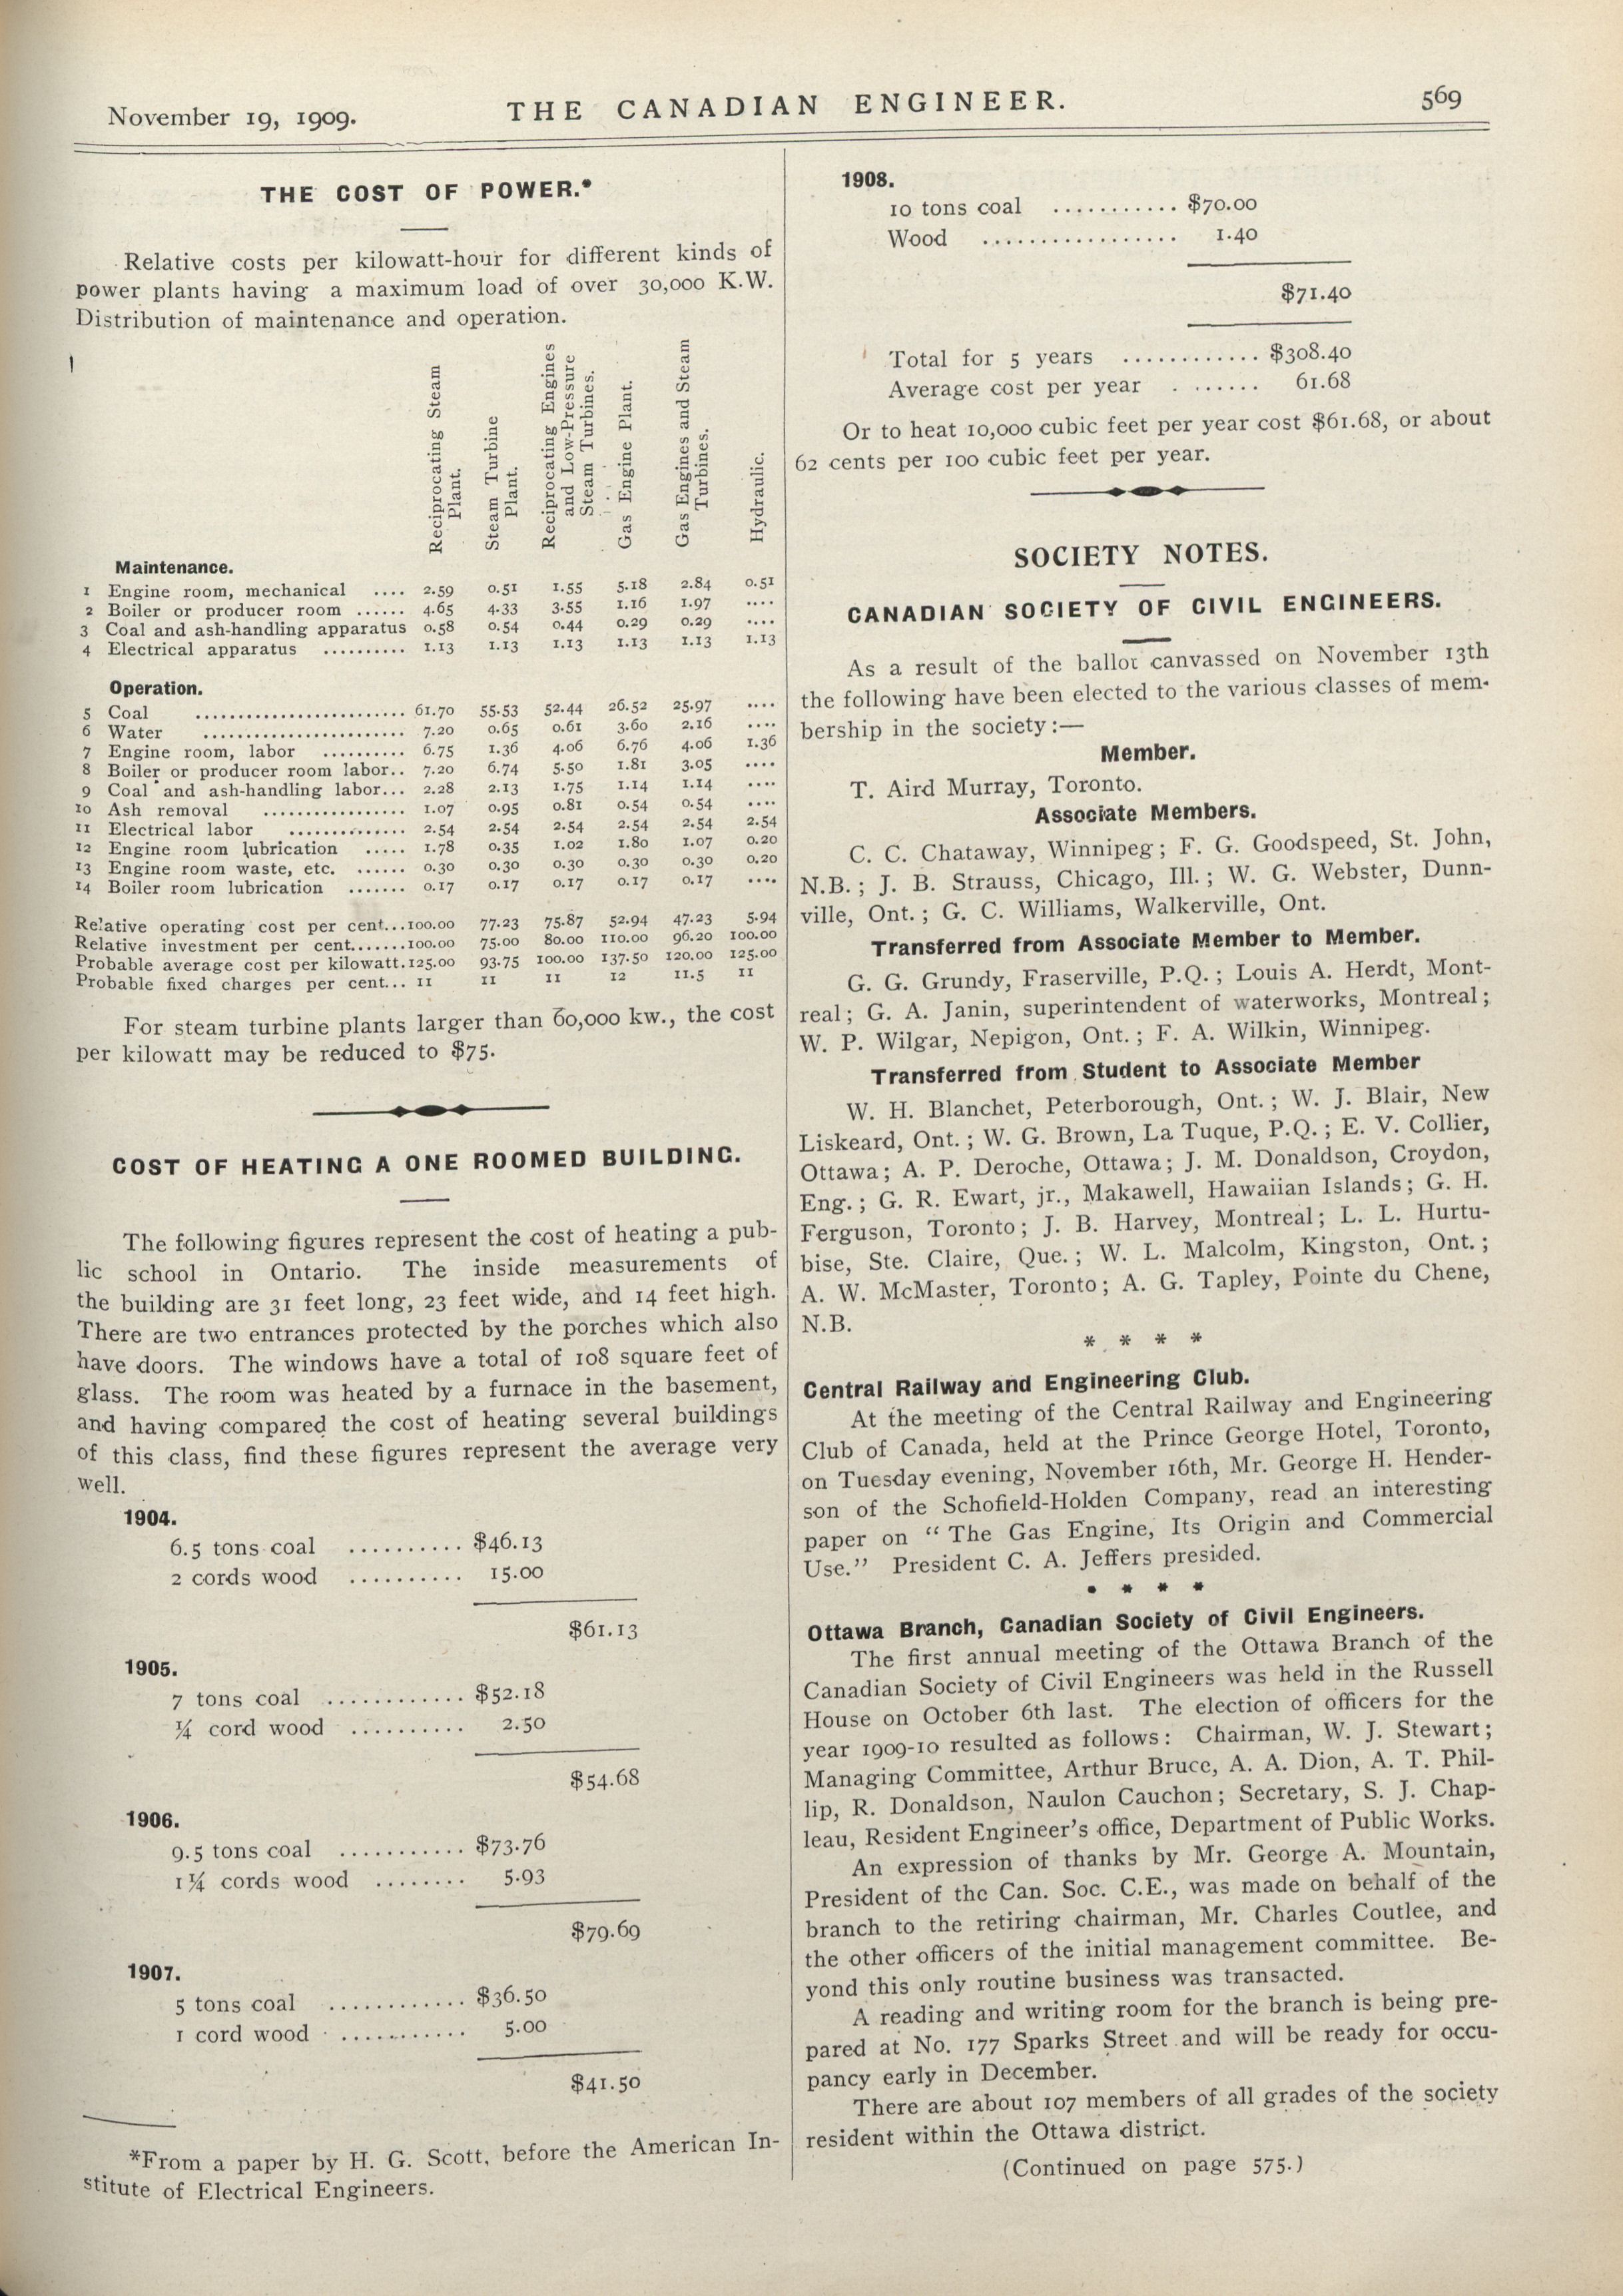 November 19, 1909.
THE CANADIAN ENGINEER.
569
THE COST OF POWER.*
Relative costs per kilowatt-hour for different kinds of
power plants having a maximum load of over 30,000 K.W.
Distribution of maintenance and operation.
Reciprocating Steam
Plant.
Steam Turbine
Plant.
Reciprocating Engines
and Low-Pressure
Steam Turbines.
Gas Engine Plant.
Gas Engines and Steam
Turbines.
Hydraulic.
Maintenance.
1 Engine room, mechanical .... 2.59 0.51 1.55 5.18 2.84 0.51
2 Boiler or producer room ...... 4.65 4.33 3.55 1.16 1.97 ....
3 Coal and ash-handling apparatus 0.58 0.54 0.44 0.29 0.29 ....
4 Electrical apparatus .......... 1.13 1.13 1.13 1.13 1.13 1.13
Operation.
5 Coal .......................... 61.70 55.53 52.44 26.52 25.97 ....
6 Water ........................ 7.20 0.65 0.61 3.60 2.16 ....
7 Engine room, labor .......... 6.75 1.36 4.06 6.76 4.06 1.36
8 Boiler or producer room labor.. 7.20 6.74 5.50 1.81 3.05 ....
9 Coal and ash-handling labor... 2.28 2.13 1.75 1.14 1.14 ....
10 Ash removal ................. 1.07 0.95 0.81 0.54 0.54 ....
11 Electrical labor .............. 2.54 2.54 2.54 2.54 2.54 2.54
12 Engine room lubrication ..... 1.78 0.35 1.02 1.80 1.07 0.20
13 Engine room waste, etc. ...... 0.30 0.30 0.30 0.30 0.30 0.20
14 Boiler room lubrication ....... 0.17 0.17 0.17 0.17 0.17 ....
Relative operating cost per cent...100.00 77.23 75.87 52.94 47.23 5.94
Relative investment per cent.......100.00 75.00 80.00 110.00 96.20 100.00
Probable average cost per kilowatt.125.00 93.75 100.00 137.50 120.00 125.00
Probable fixed charges per cent... 11 11 11 12 11.5 11
For steam turbine plants larger than 60,000 kw., the cost
per kilowatt may be reduced to $75.
COST OF HEATING A ONE ROOMED BUILDING.
The following figures represent the cost of heating a pub-
lic school in Ontario. The inside measurements of
the building are 31 feet long, 23 feet wide, and 14 feet high.
There are two entrances protected by the porches which also
have doors. The windows have a total of 108 square feet of
glass. The room was heated by a furnace in the basement,
and having compared the cost of heating several buildings
of this class, find these figures represent the average very
well.
1904.
6.5 tons coal .......... $46.13
2 cords wood .......... 15.00
$61.13
1905.
7 tons coal ............ $52.18
¼ cord wood .......... 2.50
$54.68
1906.
9.5 tons coal ........... $73.76
1¼ cords wood ........ 5.93
$79.69
1907.
5 tons coal ............ $36.50
1 cord wood ........... 5.00
$41.50
*From a paper by H. G. Scott, before the American In-
stitute of Electrical Engineers.
1908.
10 tons coal ........... $70.00
Wood ................. 1.40
$71.40
Total for 5 years ............ $308.40
Average cost per year ....... 61.68
Or to heat 10,000 cubic feet per year cost $61.68, or about
62 cents per 100 cubic feet per year.
SOCIETY NOTES.
CANADIAN SOCIETY OF CIVIL ENGINEERS.
As a result of the ballot canvassed on November 13th
the following have been elected to the various classes of mem-
bership in the society:—
Member.
T. Aird Murray, Toronto.
Associate Members.
C. C. Chataway, Winnipeg; F. G. Goodspeed, St. John,
N.B.; J. B. Strauss, Chicago, Ill.; W. G. Webster, Dunn-
ville, Ont.; G. C. Williams, Walkerville, Ont.
Transferred from Associate Member to Member.
G. G. Grundy, Fraserville, P.Q.; Louis A. Herdt, Mont-
real; G. A. Janin, superintendent of waterworks, Montreal;
W. P. Wilgar, Nepigon, Ont.; F. A. Wilkin, Winnipeg.
Transferred from Student to Associate Member
W. H. Blanchet, Peterborough, Ont.; W. J. Blair, New
Liskeard, Ont.; W. G. Brown, La Tuque, P.Q.; E. V. Collier,
Ottawa; A. P. Deroche, Ottawa; J. M. Donaldson, Croydon,
Eng.; G. R. Ewart, jr., Makawell, Hawaiian Islands; G. H.
Ferguson, Toronto; J. B. Harvey, Montreal; L. L. Hurtu-
bise, Ste. Claire, Que.; W. L. Malcolm, Kingston, Ont.;
A. W. McMaster, Toronto; A. G. Tapley, Pointe du Chene,
N.B.
* * * *
Central Railway and Engineering Club.
At the meeting of the Central Railway and Engineering
Club of Canada, held at the Prince George Hotel, Toronto,
on Tuesday evening, November 16th, Mr. George H. Hender-
son of the Schofield-Holden Company, read an interesting
paper on "The Gas Engine, Its Origin and Commercial
Use." President C. A. Jeffers presided.
* * * *
Ottawa Branch, Canadian Society of Civil Engineers.
The first annual meeting of the Ottawa Branch of the
Canadian Society of Civil Engineers was held in the Russell
House on October 6th last. The election of officers for the
year 1909-10 resulted as follows: Chairman, W. J. Stewart;
Managing Committee, Arthur Bruce, A. A. Dion, A. T. Phil-
lip, R. Donaldson, Naulon Cauchon; Secretary, S. J. Chap-
leau, Resident Engineer's office, Department of Public Works.
An expression of thanks by Mr. George A. Mountain,
President of the Can. Soc. C.E., was made on behalf of the
branch to the retiring chairman, Mr. Charles Coutlee, and
the other officers of the initial management committee. Be-
yond this only routine business was transacted.
A reading and writing room for the branch is being pre-
pared at No. 177 Sparks Street and will be ready for occu-
pancy early in December.
There are about 107 members of all grades of the society
resident within the Ottawa district.
(Continued on page 575.)